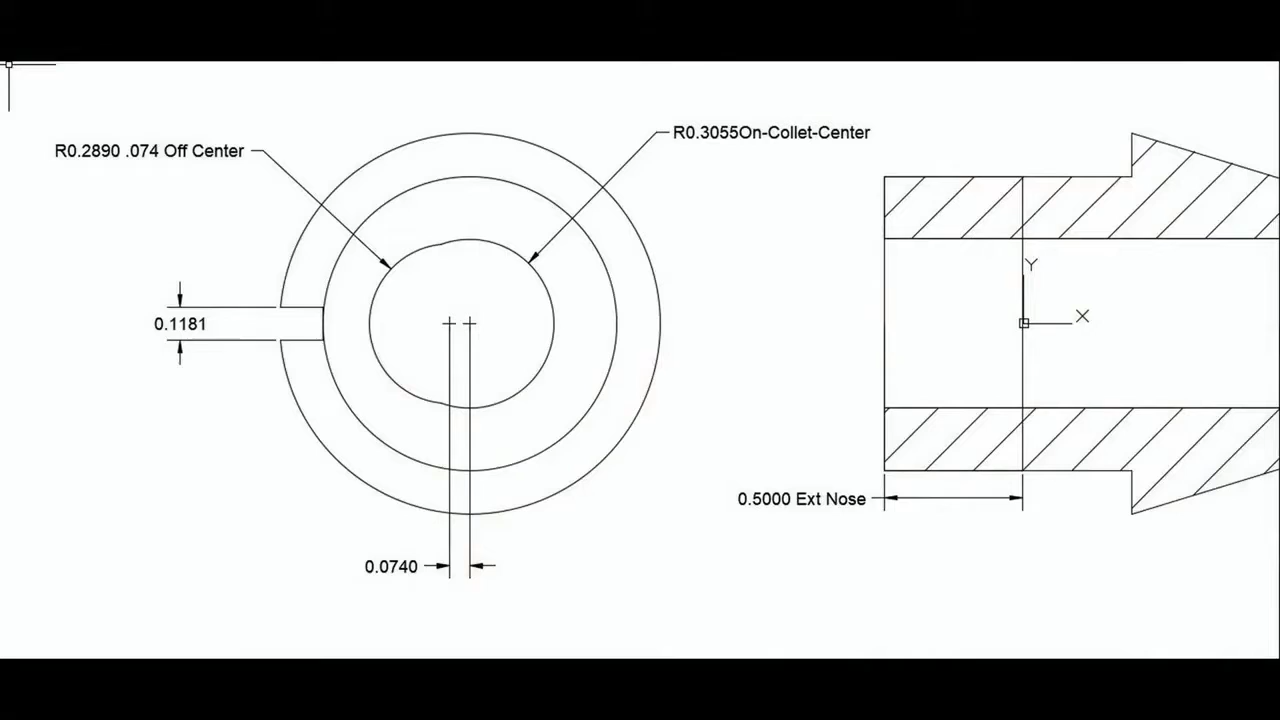 R0.3055On-Collet-Center
R0.2890 .074 Off Center
Y
X
0.1181
0.5000 Ext Nose
0.0740